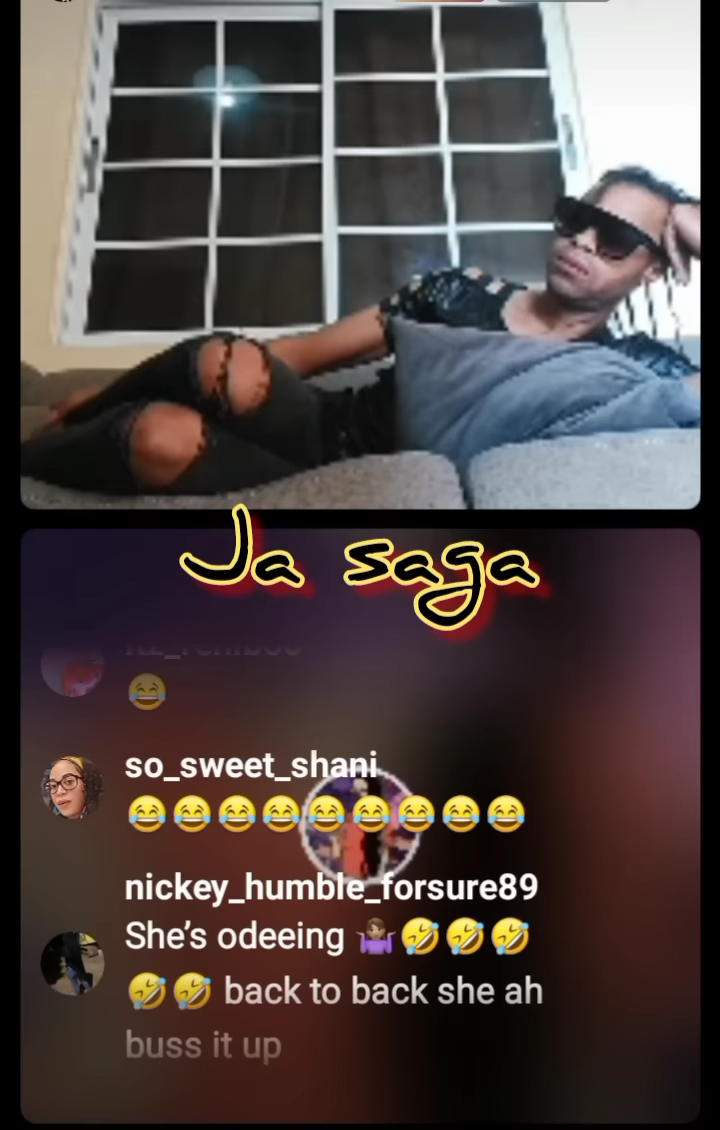 Ja saga
😂
so_sweet_shani
😂😂😂😂😂😂😂😂😂
nickey_humble_forsure89
She’s odeeing 🤷🏽‍♀️🤣🤣🤣
🤣🤣 back to back she ah
buss it up